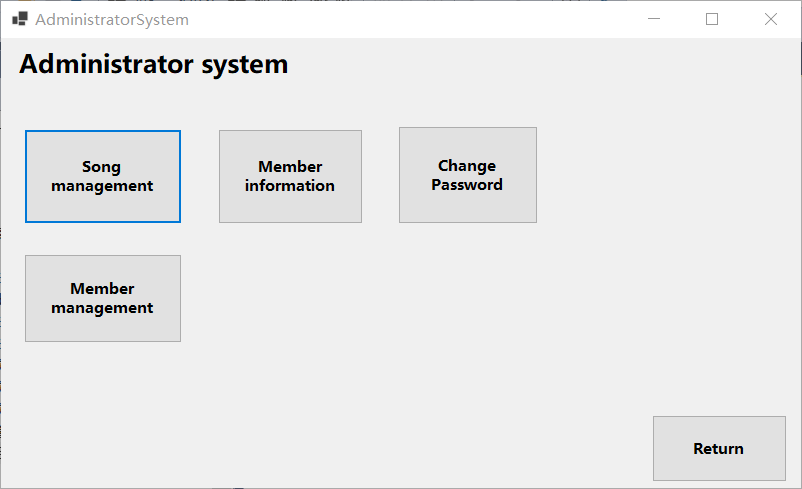 AdministratorSystem
Administrator system
Song
management
Member
information
Change
Password
Member
management
Return